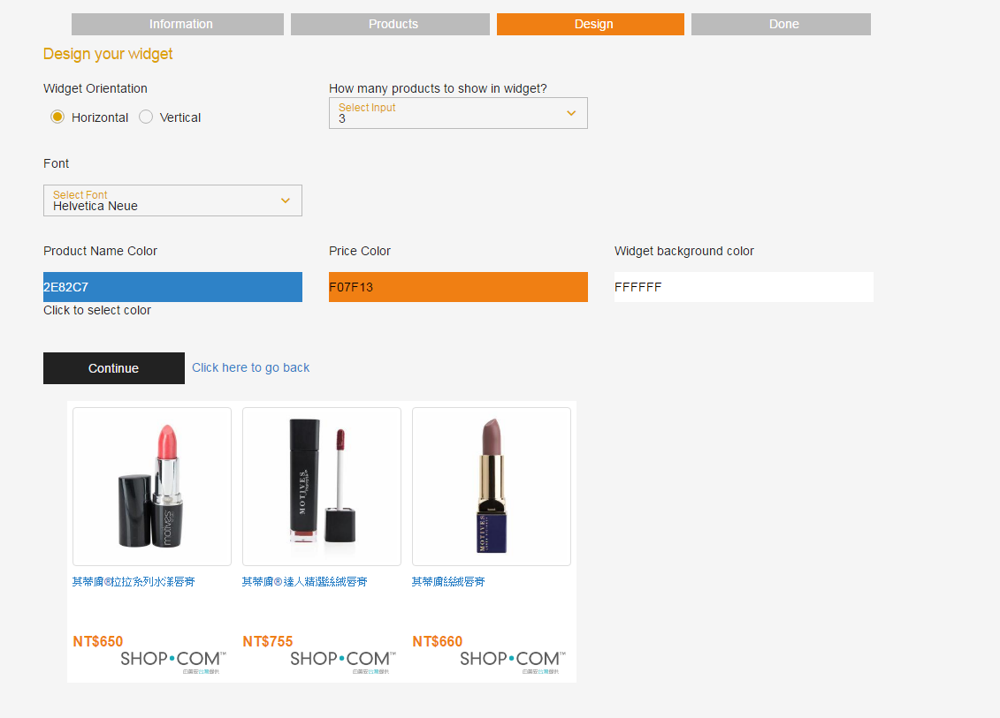 Information Products Design Done
Design your widget
Widget Orientation
How many products to show in widget?
Horizontal Vertical
Select Input
3
Font
Select Font
Helvetica Neue
Product Name Color
Price Color
Widget background color
2E82C7
F07F13
FFFFFF
Click to select color
Continue
Click here to go back
motives
MOTIVES
MOTIVES
其蒂膚®拉拉系列水漾唇膏
其蒂膚®達人精選絲絨唇膏
其蒂膚絲絨唇膏
NT$650
NT$755
NT$660
SHOP•COM™
SHOP•COM™
SHOP•COM™